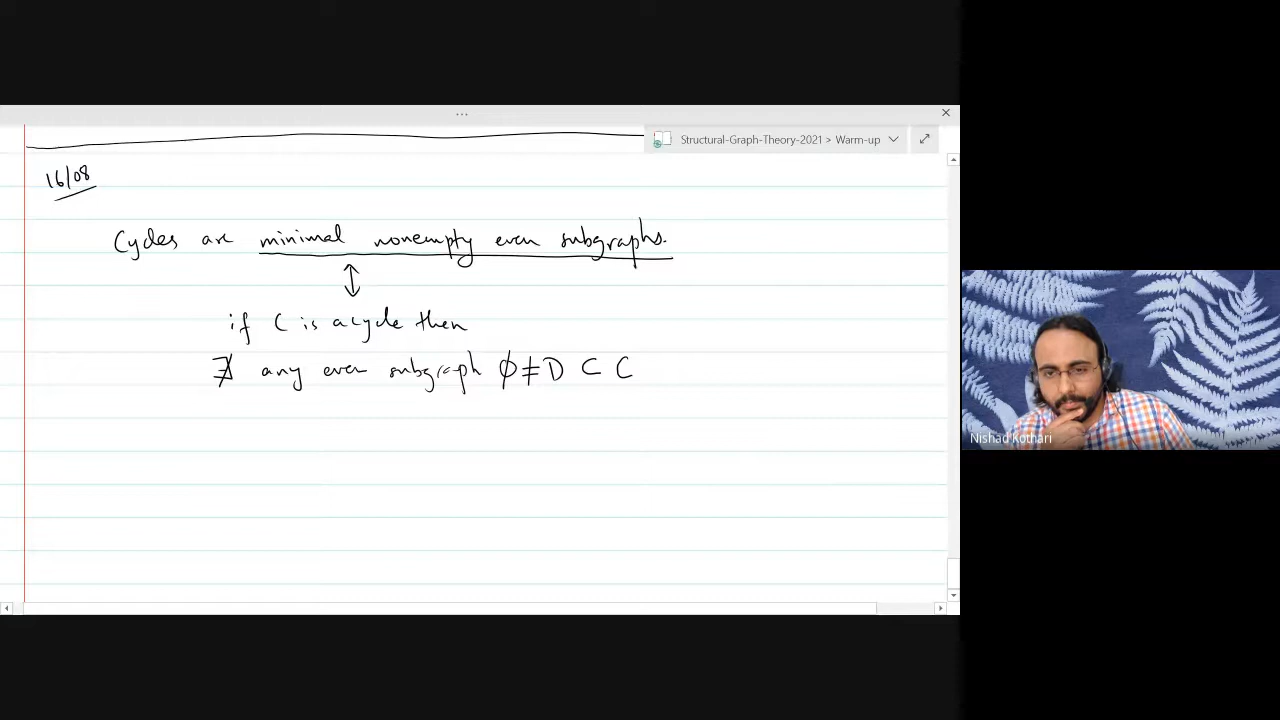 Structural-Graph-Theory-2021 > Warm-up
16/08
Cycles are minimal nonempty even subgraphs.
↕
if C is a cycle then
∄ any even subgraph ϕ ≠ D ⊂ C
Nishad Kothari